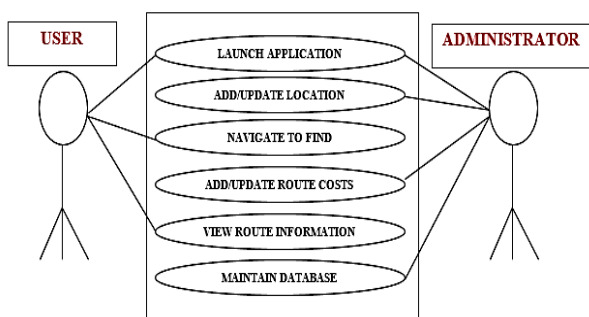 USER
ADMINISTRATOR
LAUNCH APPLICATION
ADD/UPDATE LOCATION
NAVIGATE TO FIND
ADD/UPDATE ROUTE COSTS
VIEW ROUTE INFORMATION
MAINTAIN DATABASE